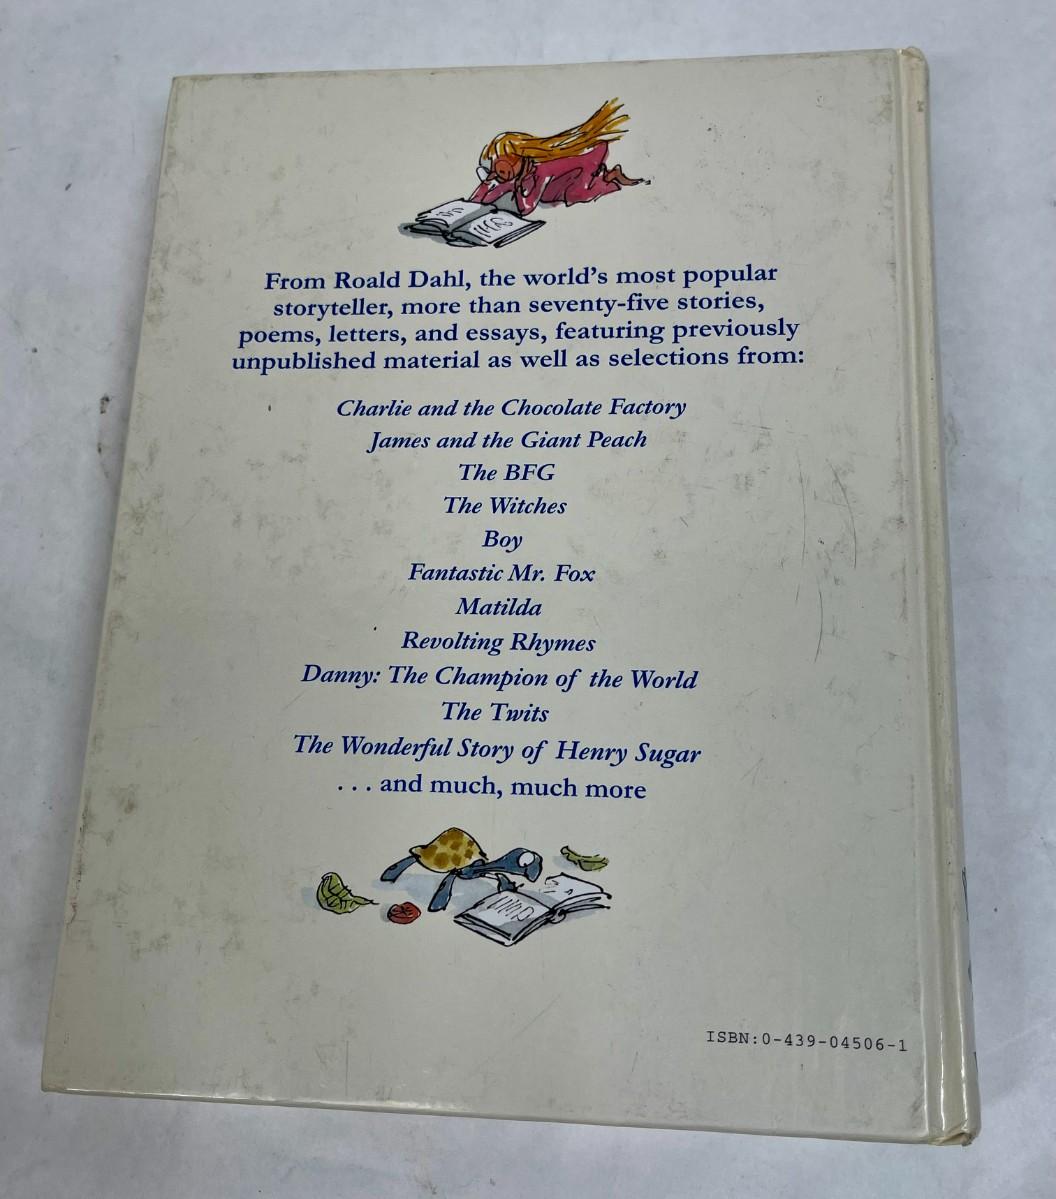 From Roald Dahl, the world's most popular
storyteller, more than seventy-five stories,
poems, letters, and essays, featuring previously
unpublished material as well as selections from:
Charlie and the Chocolate Factory
James and the Giant Peach
The BFG
The Witches
Boy
Fantastic Mr. Fox
Matilda
Revolting Rhymes
Danny: The Champion of the World
The Twits
The Wonderful Story of Henry Sugar
. . . and much, much more
ISBN:0-439-04506-1